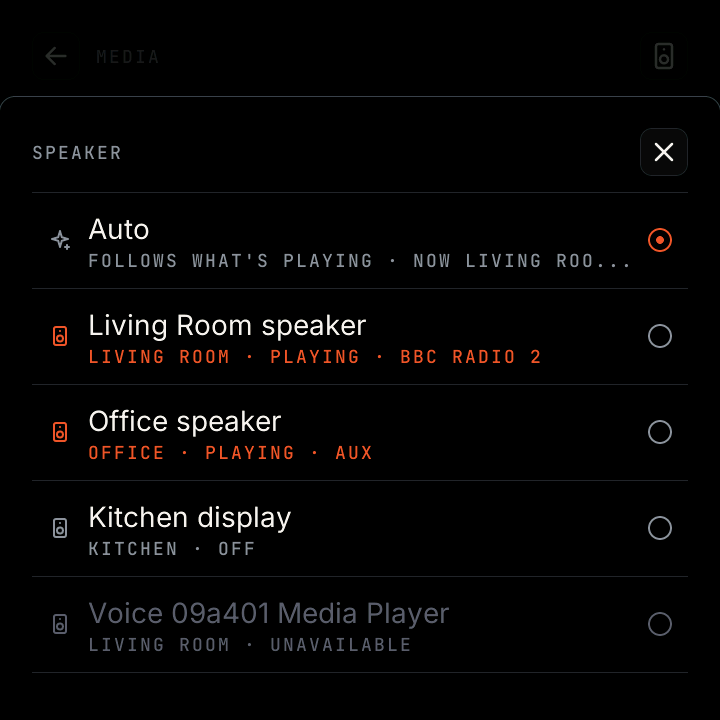 MEDIA
SPEAKER
Auto
FOLLOWS WHAT'S PLAYING · NOW LIVING ROO...
Living Room speaker
LIVING ROOM · PLAYING · BBC RADIO 2
Office speaker
OFFICE · PLAYING · AUX
Kitchen display
KITCHEN · OFF
Voice 09a401 Media Player
LIVING ROOM · UNAVAILABLE